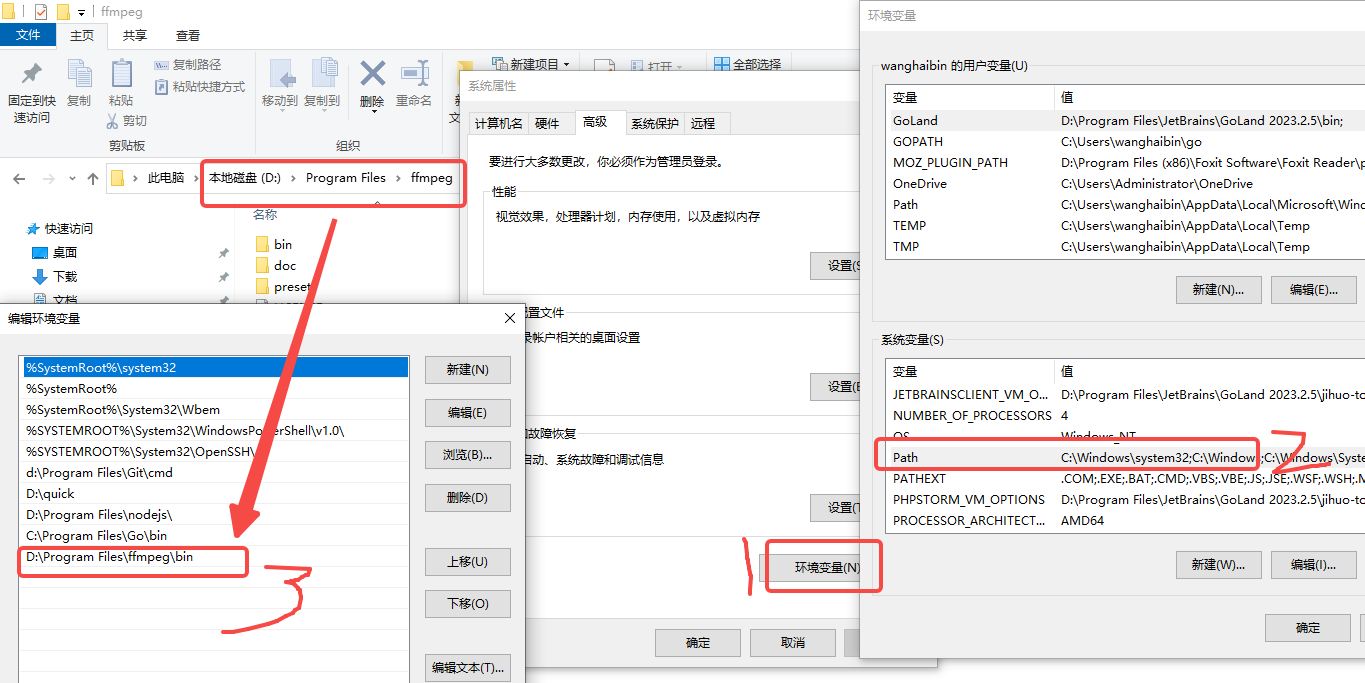 ffmpeg
文件 主页 共享 查看
固定到快速访问
复制
粘贴
复制路径
粘贴快捷方式
剪切
剪贴板
移动到 复制到
删除 重命名
组织
新建项目
打开
全部选择
此电脑 本地磁盘 (D:) Program Files ffmpeg
快速访问
桌面
下载
文档
名称
bin
doc
preset
编辑环境变量
%SystemRoot%\system32
%SystemRoot%
%SystemRoot%\System32\Wbem
%SYSTEMROOT%\System32\WindowsPowerShell\v1.0\
%SYSTEMROOT%\System32\OpenSSH\
d:\Program Files\Git\cmd
D:\quick
D:\Program Files\nodejs\
C:\Program Files\Go\bin
D:\Program Files\ffmpeg\bin
3
新建(N)
编辑(E)
浏览(B)...
删除(D)
上移(U)
下移(O)
编辑文本(T)...
系统属性
计算机名 硬件 高级 系统保护 远程
要进行大多数更改，你必须作为管理员登录。
性能
视觉效果，处理器计划，内存使用，以及虚拟内存
设置(S
配置文件
帐户相关的桌面设置
设置(E
和故障恢复
启动、系统故障和调试信息
设置(T
1
环境变量(N)
确定 取消
环境变量
wanghaibin 的用户变量(U)
变量 值
GoLand D:\Program Files\JetBrains\GoLand 2023.2.5\bin;
GOPATH C:\Users\wanghaibin\go
MOZ_PLUGIN_PATH D:\Program Files (x86)\Foxit Software\Foxit Reader\p
OneDrive C:\Users\Administrator\OneDrive
Path C:\Users\wanghaibin\AppData\Local\Microsoft\Wind
TEMP C:\Users\wanghaibin\AppData\Local\Temp
TMP C:\Users\wanghaibin\AppData\Local\Temp
新建(N)... 编辑(E)...
系统变量(S)
变量 值
JETBRAINSCLIENT_VM_O... D:\Program Files\JetBrains\GoLand 2023.2.5\jihuo-to
NUMBER_OF_PROCESSORS 4
OS Windows_NT
Path C:\Windows\system32;C:\Windows;C:\Windows\Syste
2
PATHEXT .COM;.EXE;.BAT;.CMD;.VBS;.VBE;.JS;.JSE;.WSF;.WSH;.M
PHPSTORM_VM_OPTIONS D:\Program Files\JetBrains\GoLand 2023.2.5\jihuo-to
PROCESSOR_ARCHITECT... AMD64
新建(W)... 编辑(I)...
确定